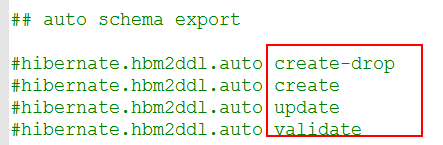 ## auto schema export
#hibernate.hbm2ddl.auto create-drop
#hibernate.hbm2ddl.auto create
#hibernate.hbm2ddl.auto update
#hibernate.hbm2ddl.auto validate